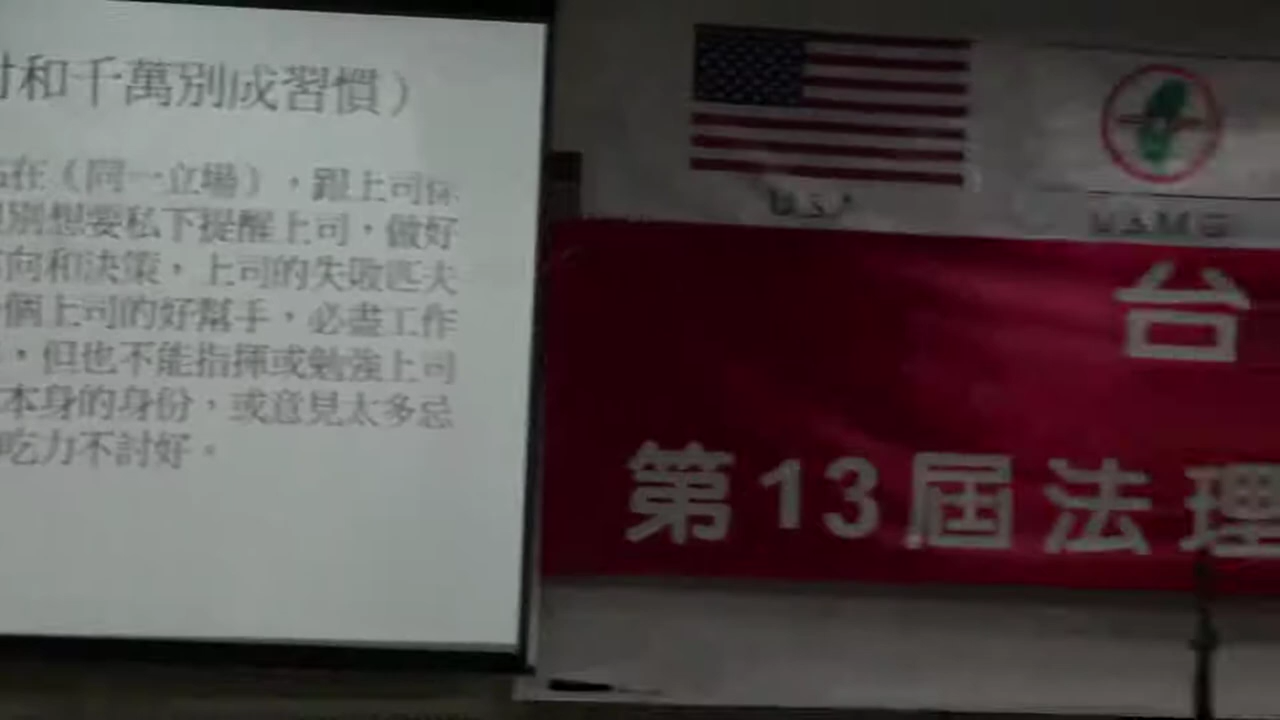 和千萬別成習慣）
在（同一立場），跟上司
別想要私下提醒上司，做好
向和決策，上司的失敗匹夫
個上司的好幫手，必盡工作
，但也不能指揮或勉強上司
本身的身份，或意見太多忌
吃力不討好。
USA
台
第13屆法理